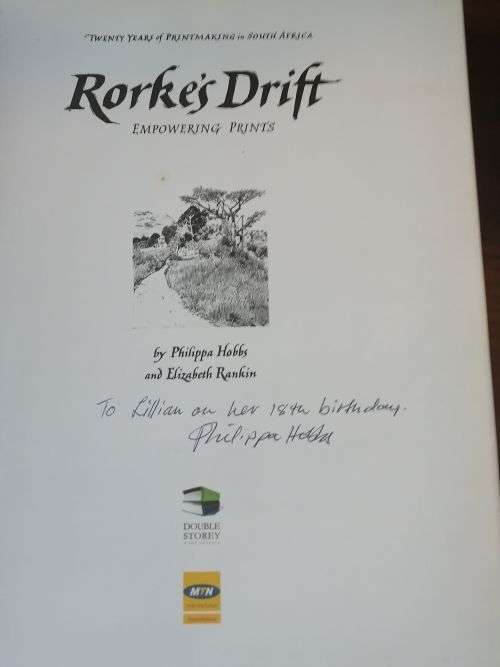 TWENTY YEARS OF PRINTMAKING in SOUTH AFRICA
Rorke's Drift
EMPOWERING PRINTS
by Philippa Hobbs
and Elizabeth Rankin
To Lillian on her 18th birthday.
Philippa Hobbs
DOUBLE
STOREY
MTN